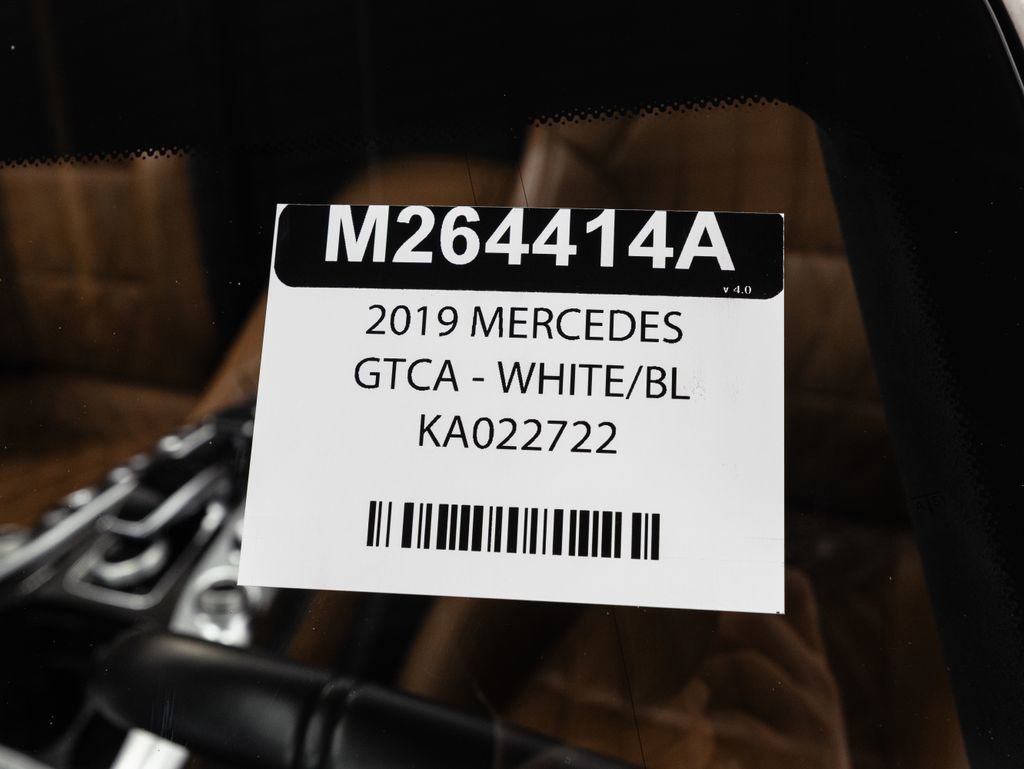 M264414A
v 4.0
2019 MERCEDES
GTCA - WHITE/BL
KA022722